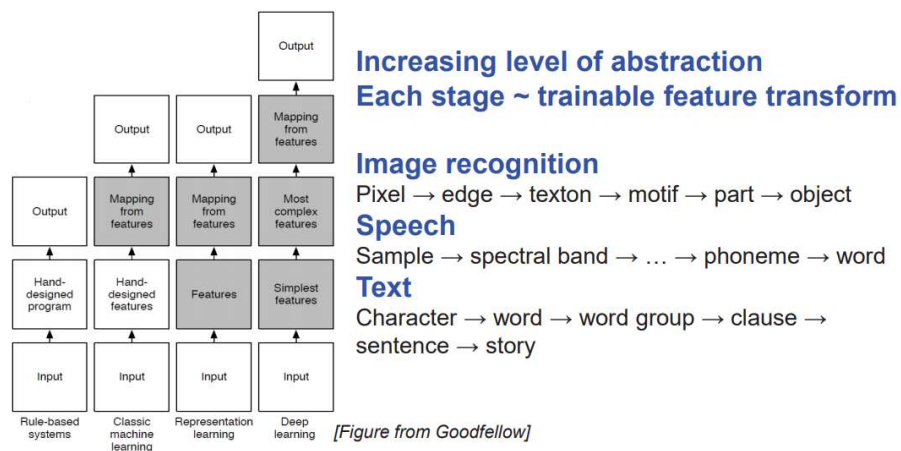 Output
Mapping
from
features
Most
complex
features
Simplest
features
Input
Deep
learning
Output
Mapping
from
features
Features
Input
Representation
learning
Output
Mapping
from
features
Hand-
designed
features
Input
Classic
machine
learning
Output
Hand-
designed
program
Input
Rule-based
systems
Increasing level of abstraction
Each stage ~ trainable feature transform
Image recognition
Pixel → edge → texton → motif → part → object
Speech
Sample → spectral band → … → phoneme → word
Text
Character → word → word group → clause →
sentence → story
[Figure from Goodfellow]